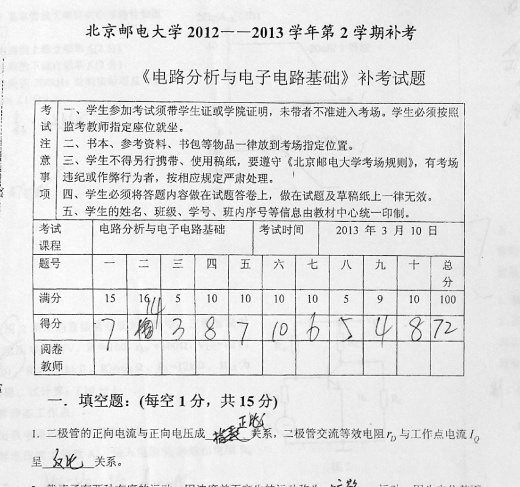 北京邮电大学 2012——2013 学年第 2 学期补考
《电路分析与电子电路基础》补考试题
考试注意事项
一、学生参加考试须带学生证或学院证明，未带者不准进入考场。学生必须按照
监考教师指定座位就坐。
二、书本、参考资料、书包等物品一律放到考场指定位置。
三、学生不得另行携带、使用稿纸，要遵守《北京邮电大学考场规则》，有考场
违纪或作弊行为者，按相应规定严肃处理。
四、学生必须将答题内容做在试题答卷上，做在试题及草稿纸上一律无效。
五、学生的姓名、班级、学号、班内序号等信息由教材中心统一印制。
考试课程 电路分析与电子电路基础 考试时间 2013 年 3 月 10 日
题号 一 二 三 四 五 六 七 八 九 十 总分
满分 15 16 5 10 10 10 10 5 9 10 100
14
得分 7 3 8 7 10 6 5 4 8 72
阅卷教师
一. 填空题: (每空 1 分，共 15 分)
正比
1. 二极管的正向电流与正向电压成 指数 关系，二极管交流等效电阻 r_D 与工作点电流 I_Q
呈 反比 关系。